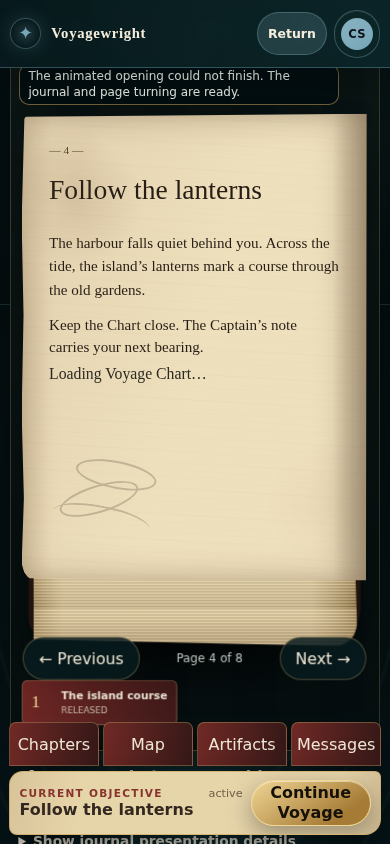 Voyagewright
Return
CS
The animated opening could not finish. The
journal and page turning are ready.
— 4 —
Follow the lanterns
The harbour falls quiet behind you. Across the
tide, the island’s lanterns mark a course through
the old gardens.
Keep the Chart close. The Captain’s note
carries your next bearing.
Loading Voyage Chart…
← Previous
Page 4 of 8
Next →
1
The island course
RELEASED
Chapters
Map
Artifacts
Messages
CURRENT OBJECTIVE
Follow the lanterns
active
Continue
Voyage
▶ Show journal presentation details